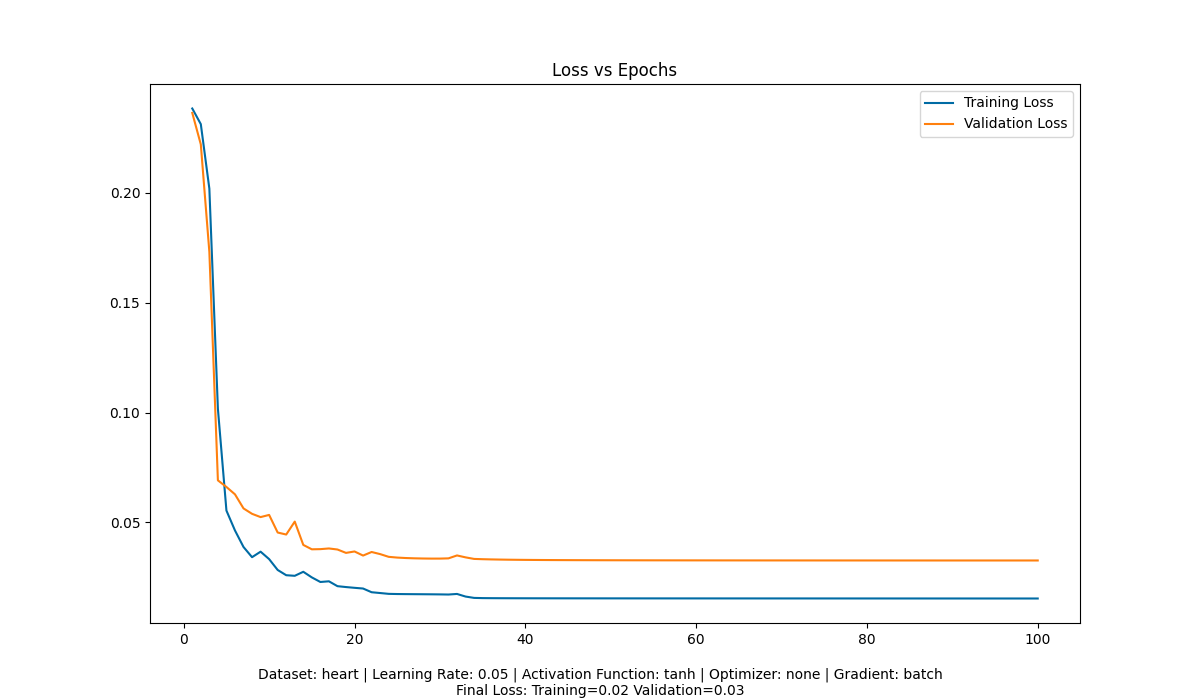 Loss vs Epochs
Training Loss
Validation Loss
0.20
0.15
0.10
0.05
0 20 40 60 80 100
Dataset: heart | Learning Rate: 0.05 | Activation Function: tanh | Optimizer: none | Gradient: batch
Final Loss: Training=0.02 Validation=0.03